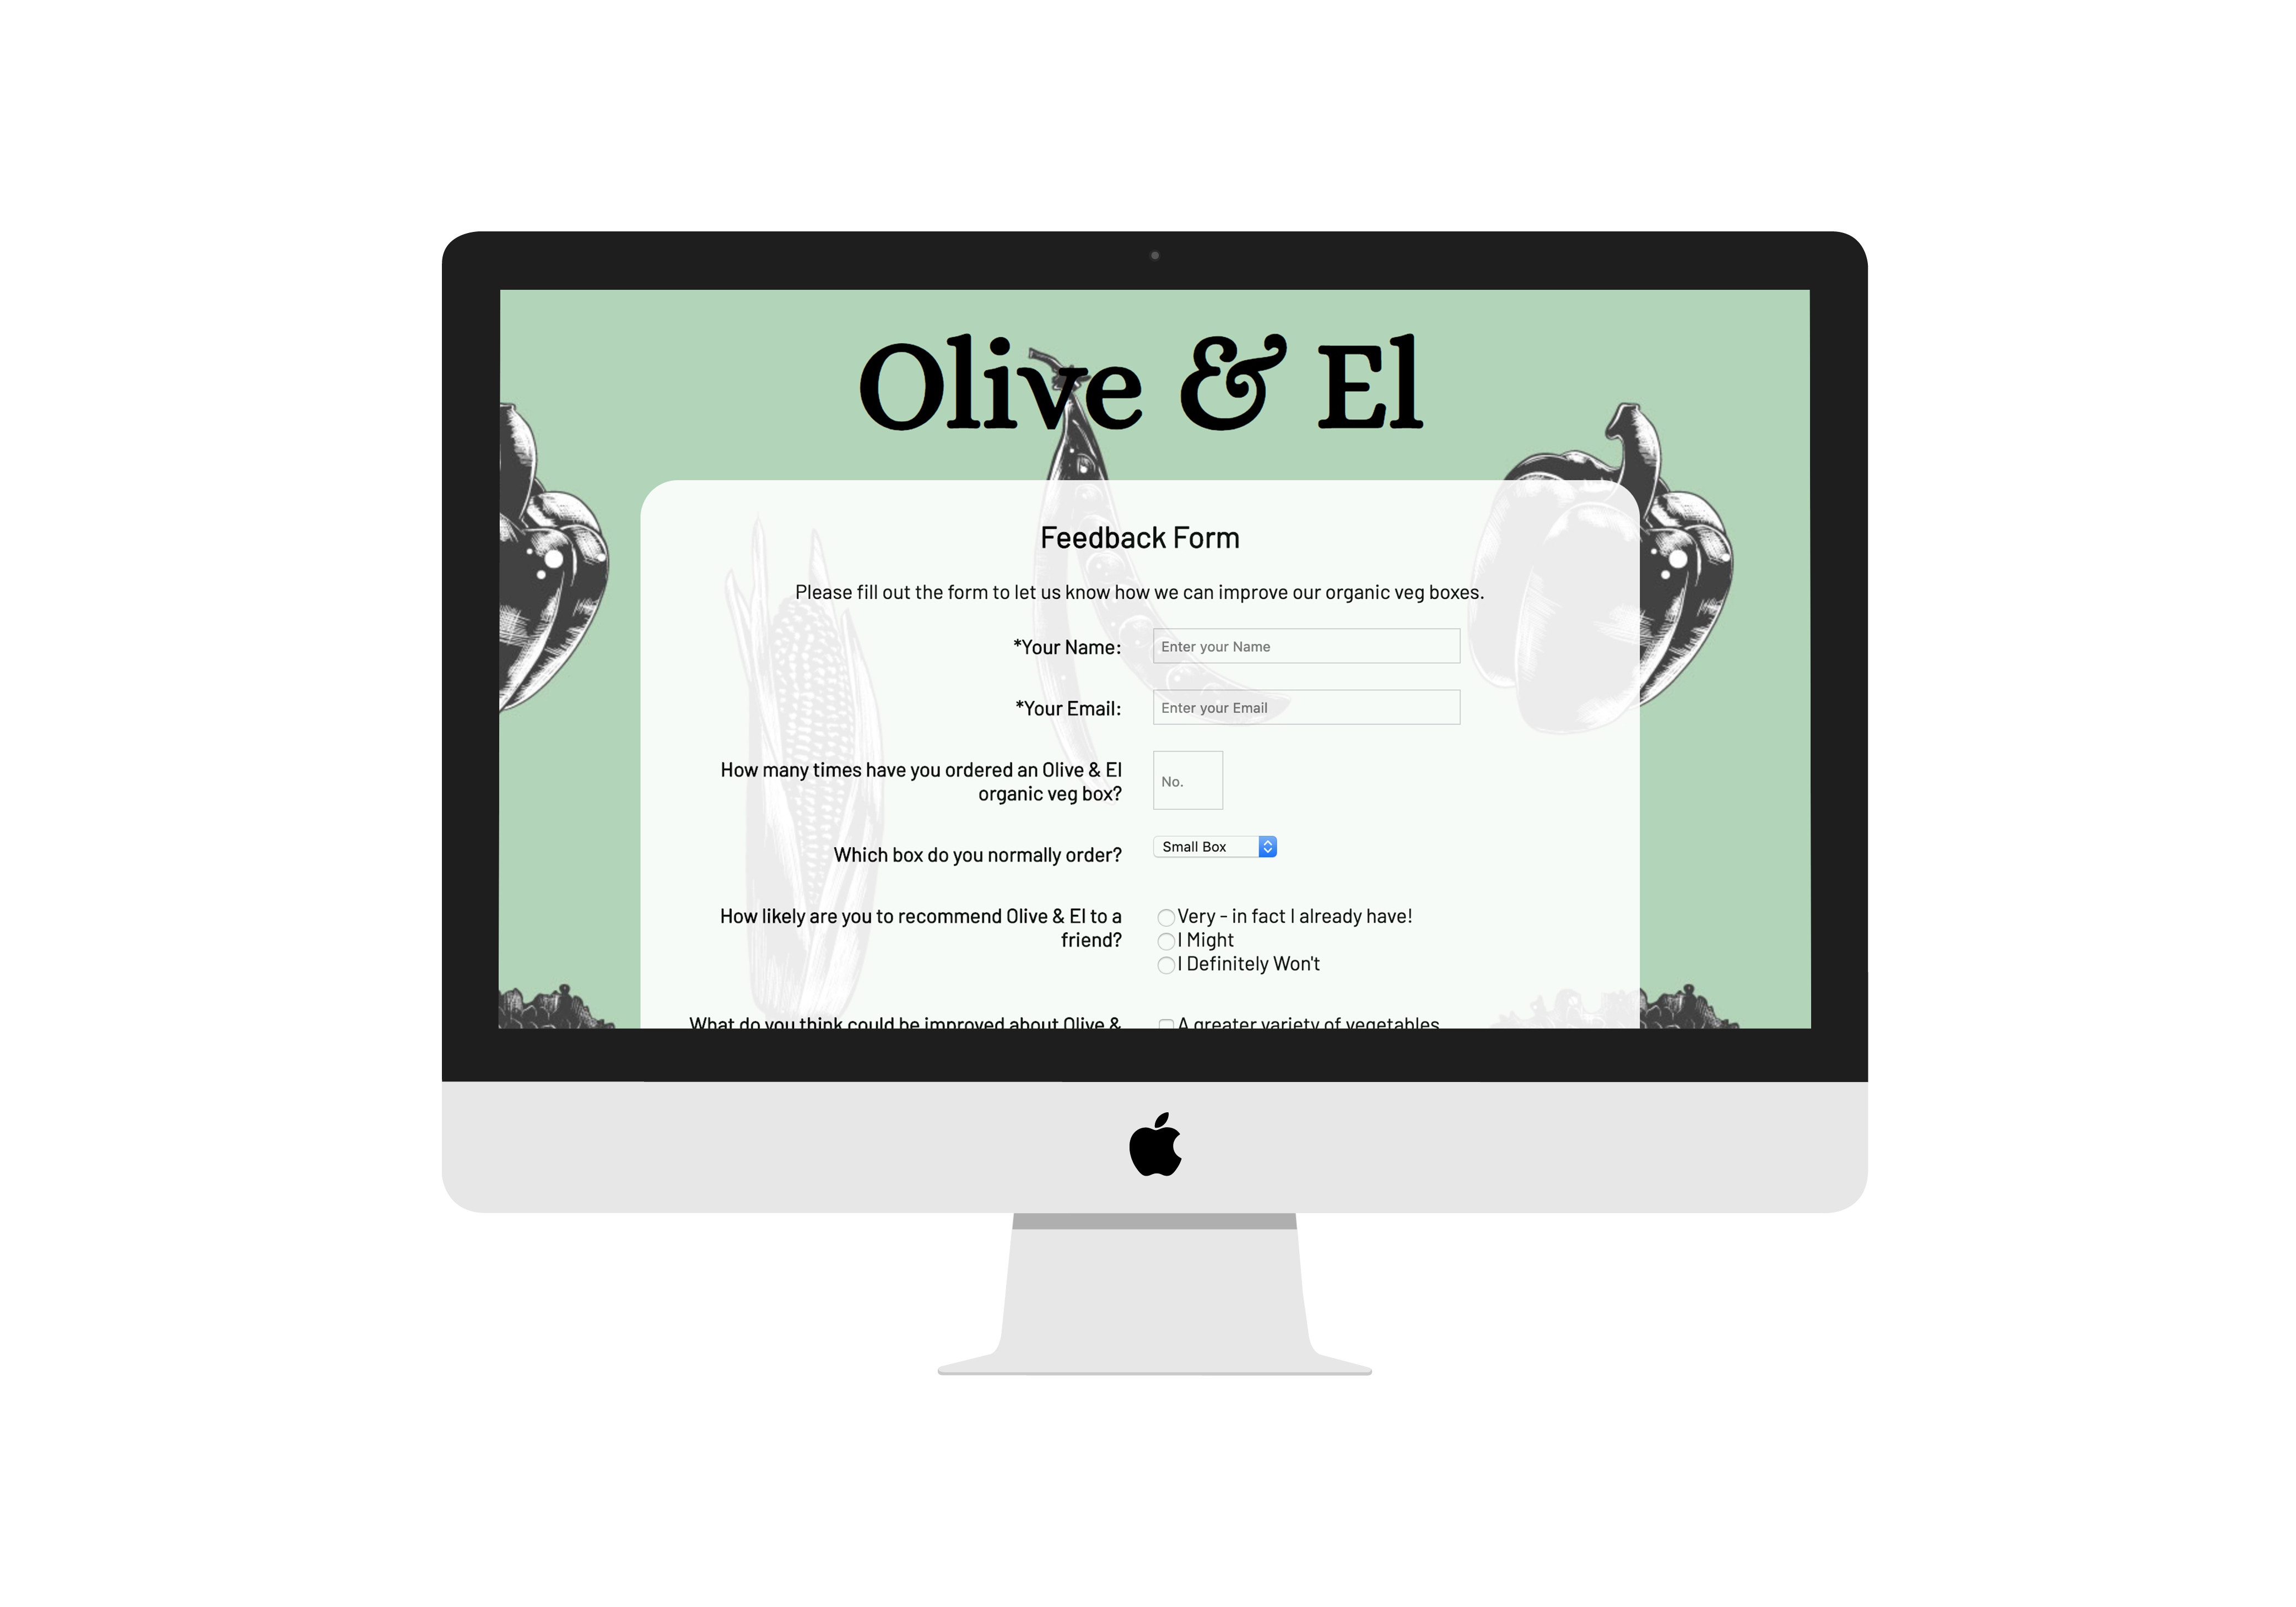 Olive & El
Feedback Form
Please fill out the form to let us know how we can improve our organic veg boxes.
*Your Name:
Enter your Name
*Your Email:
Enter your Email
How many times have you ordered an Olive & El
organic veg box?
No.
Which box do you normally order?
Small Box
How likely are you to recommend Olive & El to a
friend?
Very - in fact I already have!
I Might
I Definitely Won't
What do you think could be improved about Olive &
A greater variety of vegetables